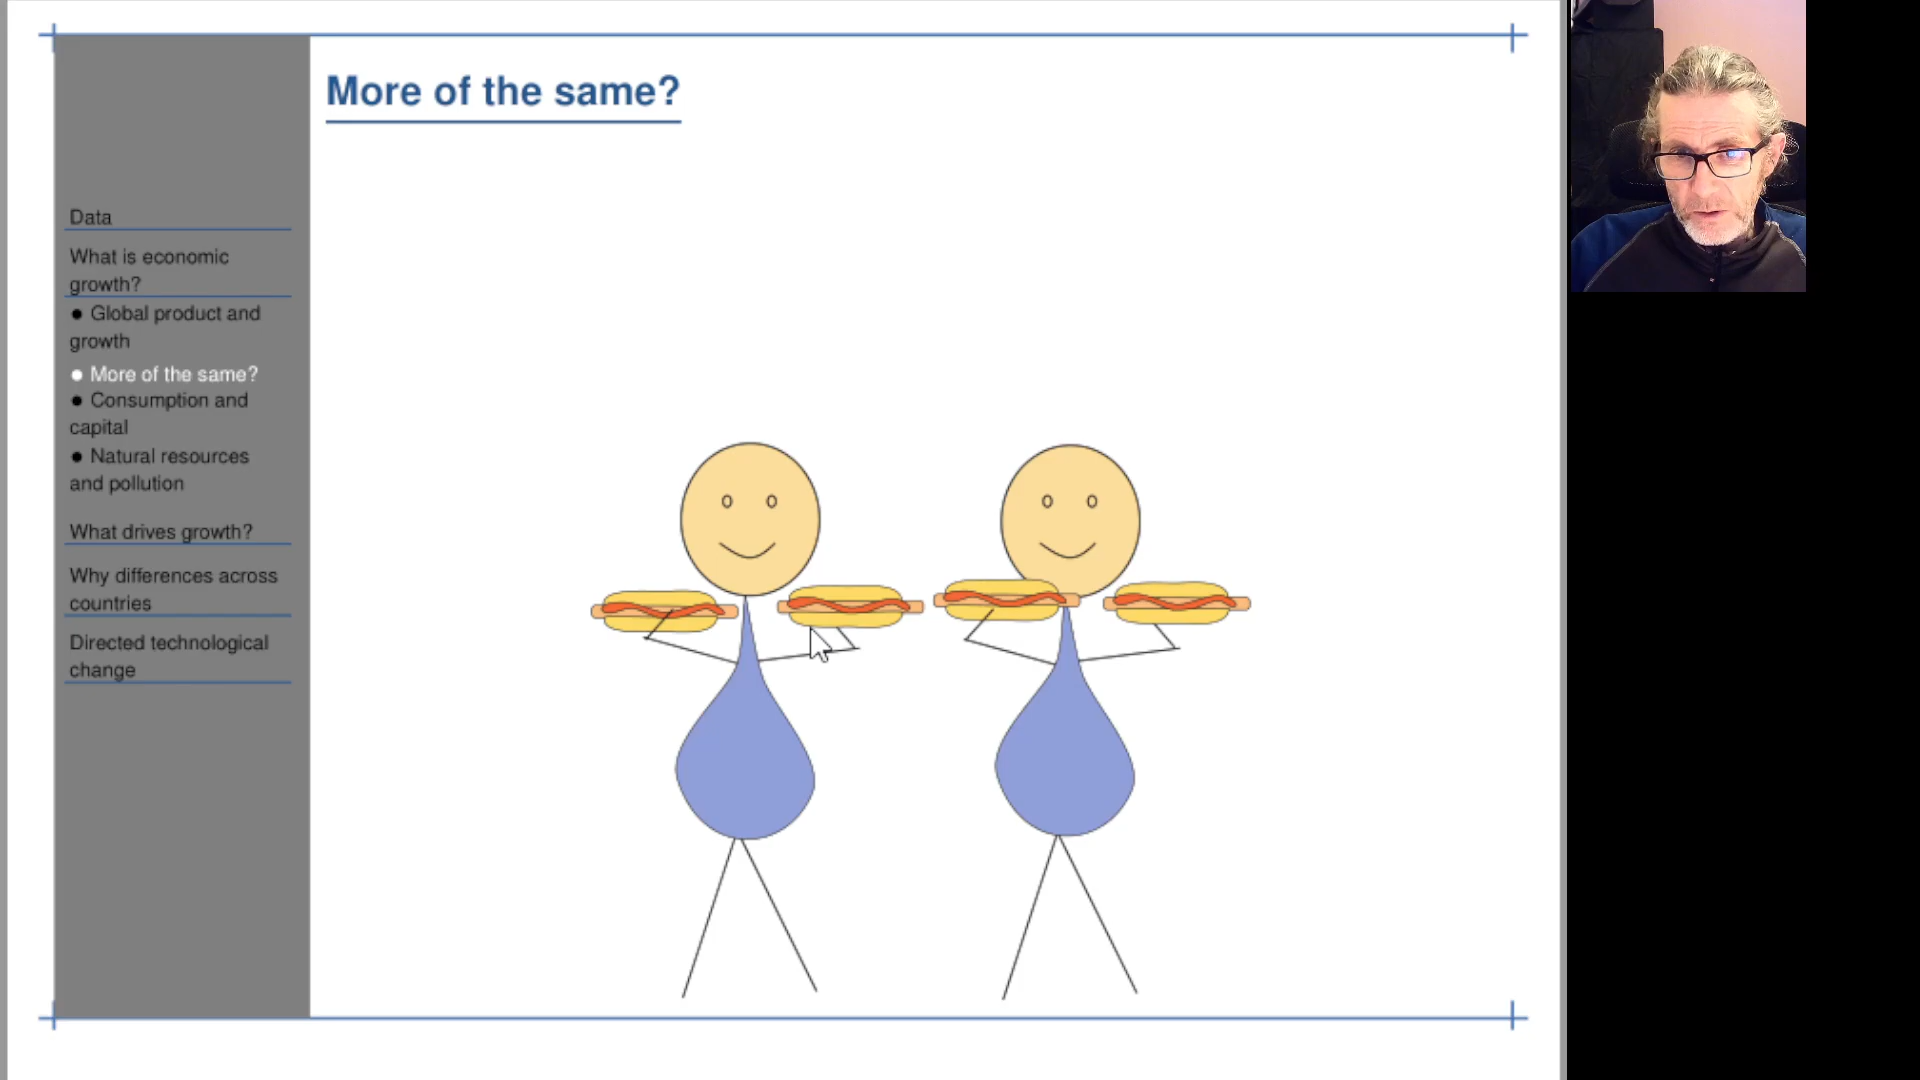 More of the same?
Data
What is economic
growth?
● Global product and
growth
● More of the same?
● Consumption and
capital
● Natural resources
and pollution
What drives growth?
Why differences across
countries
Directed technological
change